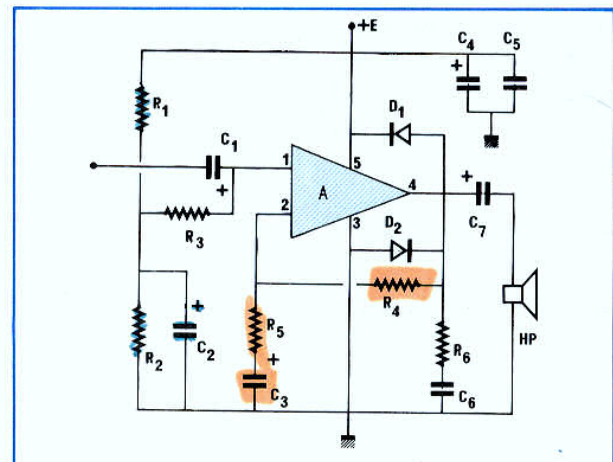 +E
C4
C5
+
R1
D1
C1
1
5
+
A
4
+
C7
R3
2
3
D2
R4
HP
R5
+
R2
+
C2
C3
R6
C6